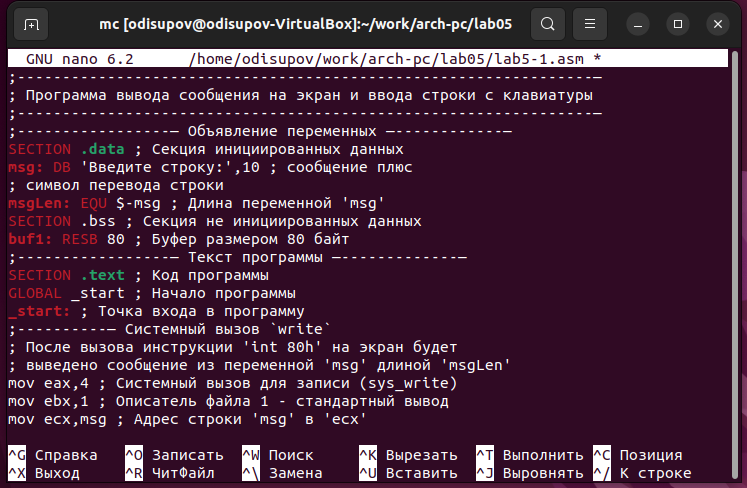 mc [odisupov@odisupov-VirtualBox]:~/work/arch-pc/lab05
GNU nano 6.2 /home/odisupov/work/arch-pc/lab05/lab5-1.asm *
;---------------------------------------------------------------—
; Программа вывода сообщения на экран и ввода строки с клавиатуры
;---------------------------------------------------------------—
;-----------------— Объявление переменных —------------—
SECTION .data ; Секция инициированных данных
msg: DB 'Введите строку:',10 ; сообщение плюс
; символ перевода строки
msgLen: EQU $-msg ; Длина переменной 'msg'
SECTION .bss ; Секция не инициированных данных
buf1: RESB 80 ; Буфер размером 80 байт
;-----------------— Текст программы —-------------—
SECTION .text ; Код программы
GLOBAL _start ; Начало программы
_start: ; Точка входа в программу
;----------— Системный вызов `write`
; После вызова инструкции 'int 80h' на экран будет
; выведено сообщение из переменной 'msg' длиной 'msgLen'
mov eax,4 ; Системный вызов для записи (sys_write)
mov ebx,1 ; Описатель файла 1 - стандартный вывод
mov ecx,msg ; Адрес строки 'msg' в 'ecx'
^G Справка ^O Записать ^W Поиск ^K Вырезать ^T Выполнить ^C Позиция
^X Выход ^R ЧитФайл ^\ Замена ^U Вставить ^J Выровнять ^/ К строке